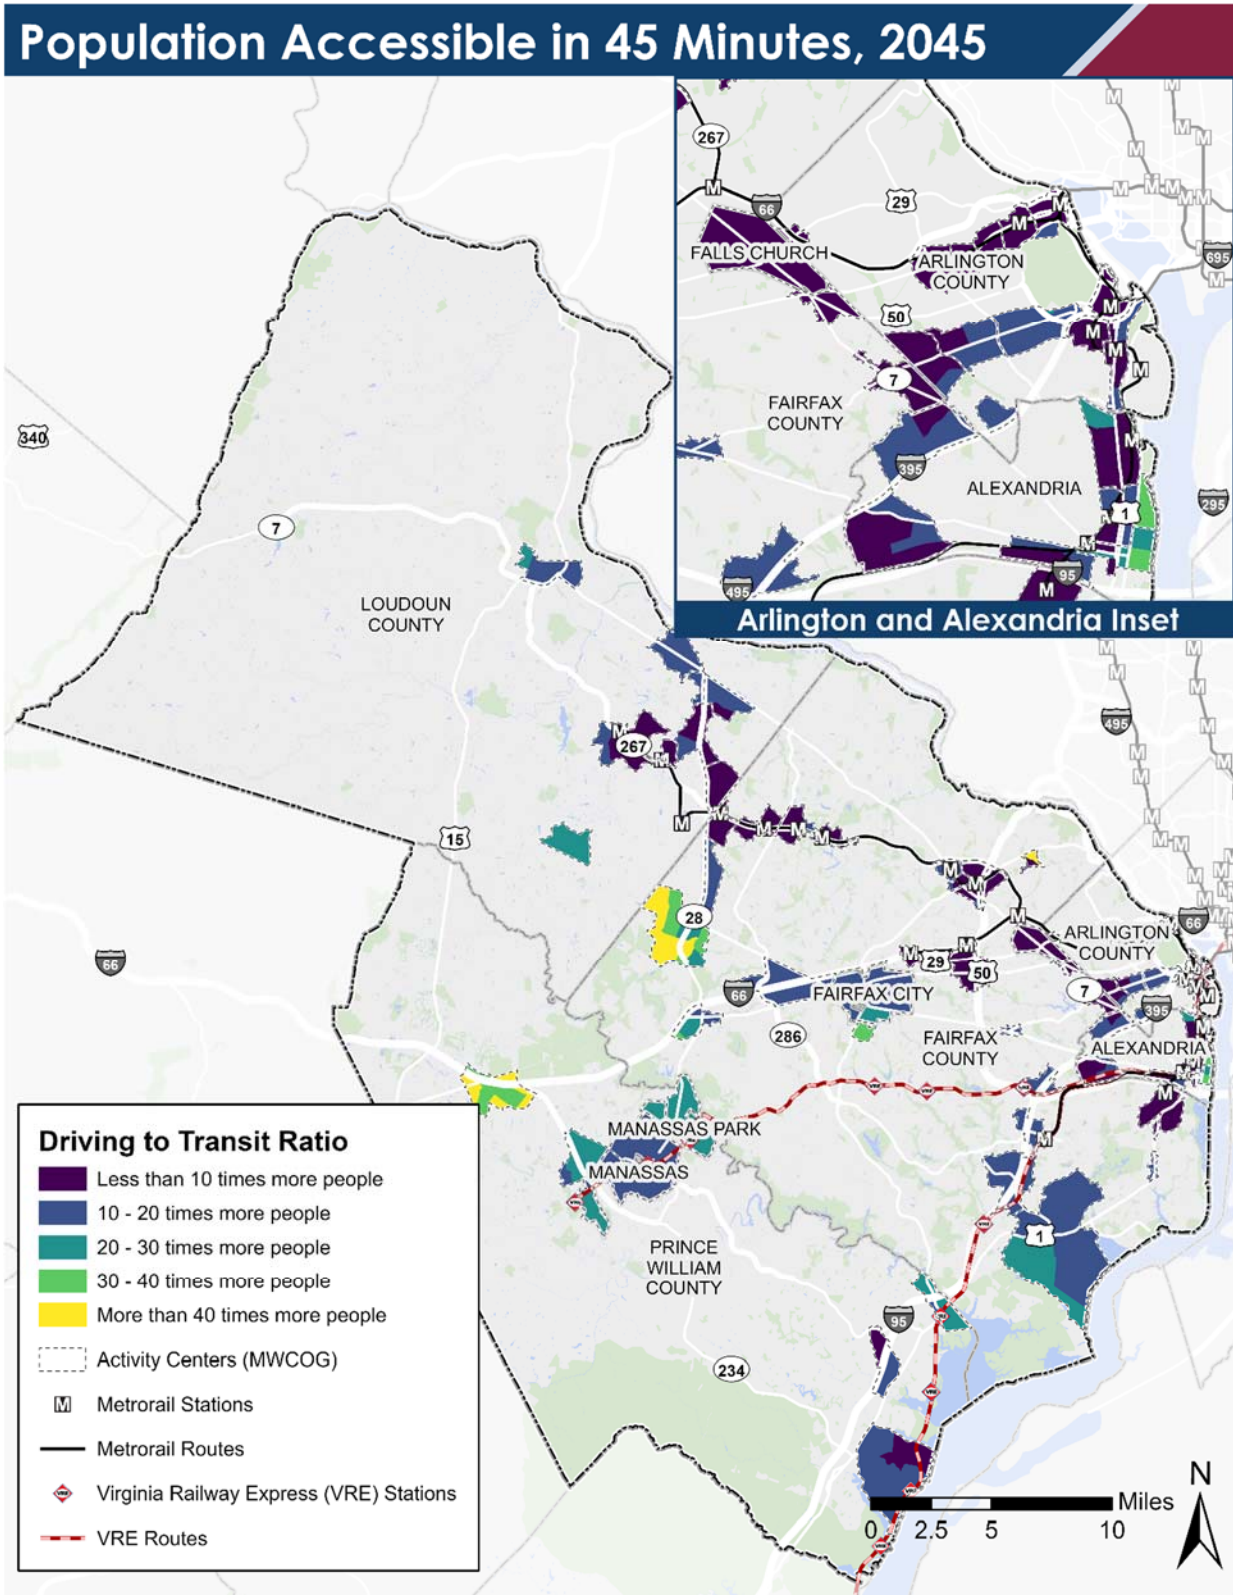 Population Accessible in 45 Minutes, 2045
267
66
29
695
FALLS CHURCH
ARLINGTON
COUNTY
50
7
FAIRFAX
COUNTY
395
ALEXANDRIA
1
295
95
495
M
Arlington and Alexandria Inset
340
7
LOUDOUN
COUNTY
495
267
15
28
66
66
29
50
ARLINGTON
COUNTY
7
66
FAIRFAX CITY
395
286
FAIRFAX
COUNTY
ALEXANDRIA
MANASSAS PARK
MANASSAS
1
PRINCE
WILLIAM
COUNTY
95
234
Driving to Transit Ratio
Less than 10 times more people
10 - 20 times more people
20 - 30 times more people
30 - 40 times more people
More than 40 times more people
Activity Centers (MWCOG)
M Metrorail Stations
Metrorail Routes
VRE Virginia Railway Express (VRE) Stations
VRE Routes
N
Miles
0 2.5 5 10